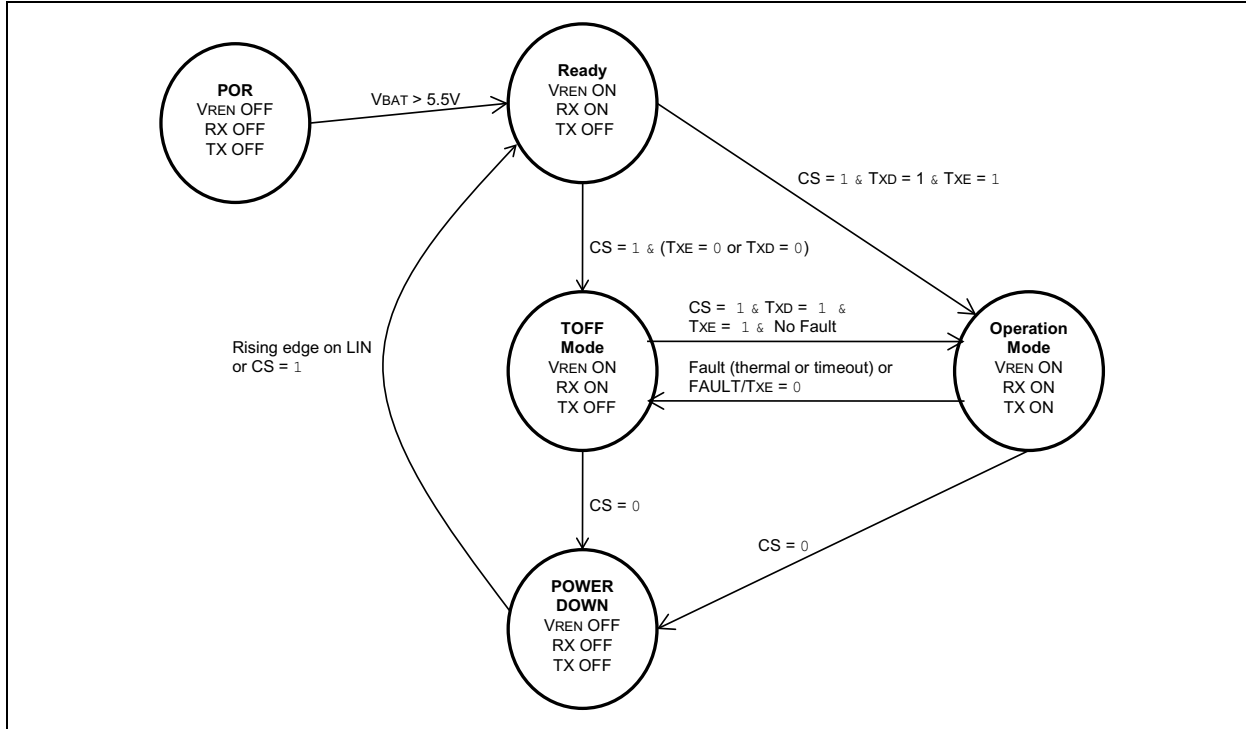 POR
VREN OFF
RX OFF
TX OFF
VBAT > 5.5V
Ready
VREN ON
RX ON
TX OFF
CS = 1 & TXD = 1 & TXE = 1
CS = 1 & (TXE = 0 or TXD = 0)
Rising edge on LIN
or CS = 1
TOFF
Mode
VREN ON
RX ON
TX OFF
CS = 1 & TXD = 1 &
TXE = 1 & No Fault
Fault (thermal or timeout) or
FAULT/TXE = 0
Operation
Mode
VREN ON
RX ON
TX ON
CS = 0
CS = 0
POWER
DOWN
VREN OFF
RX OFF
TX OFF